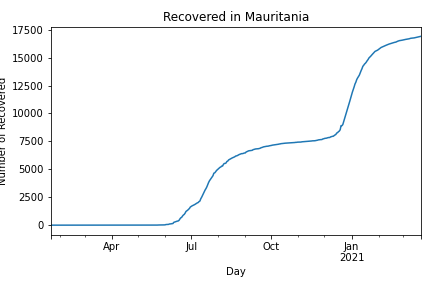 Recovered in Mauritania
17500
15000
12500
10000
7500
5000
2500
0
Number of Recovered
Apr
Jul
Oct
Jan
2021
Day